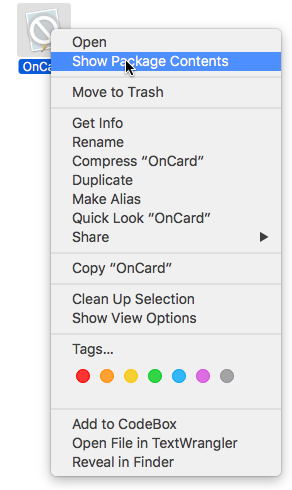 OnCa
Open
Show Package Contents
Move to Trash
Get Info
Rename
Compress “OnCard”
Duplicate
Make Alias
Quick Look “OnCard”
Share
Copy “OnCard”
Clean Up Selection
Show View Options
Tags...
Add to CodeBox
Open File in TextWrangler
Reveal in Finder